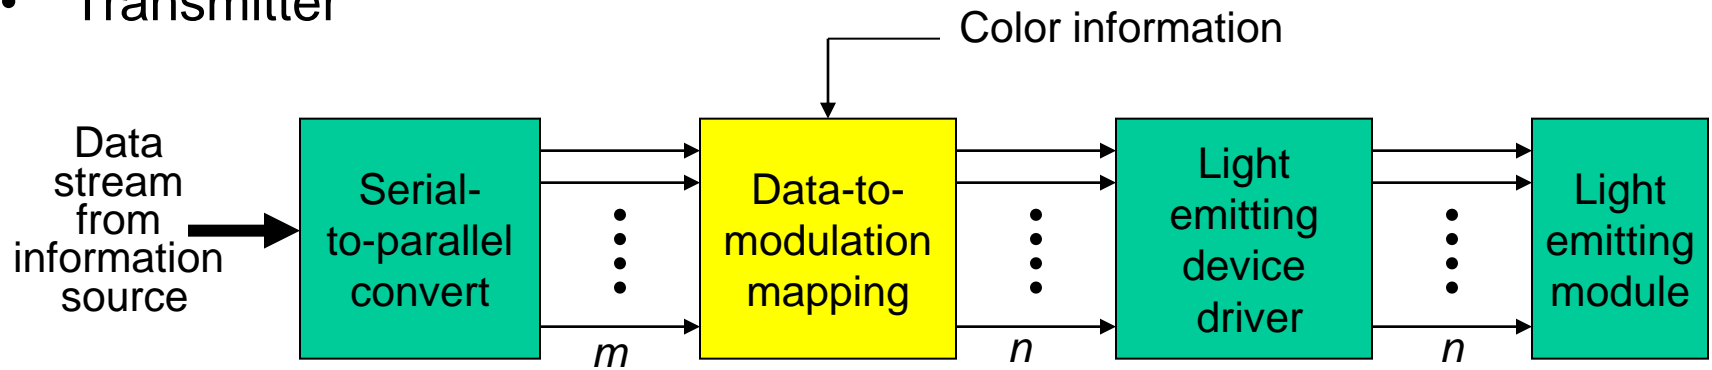 • Transmitter
Color information
Data
stream
from
information
source
Serial-
to-parallel
convert
m
Data-to-
modulation
mapping
n
Light
emitting
device
driver
n
Light
emitting
module